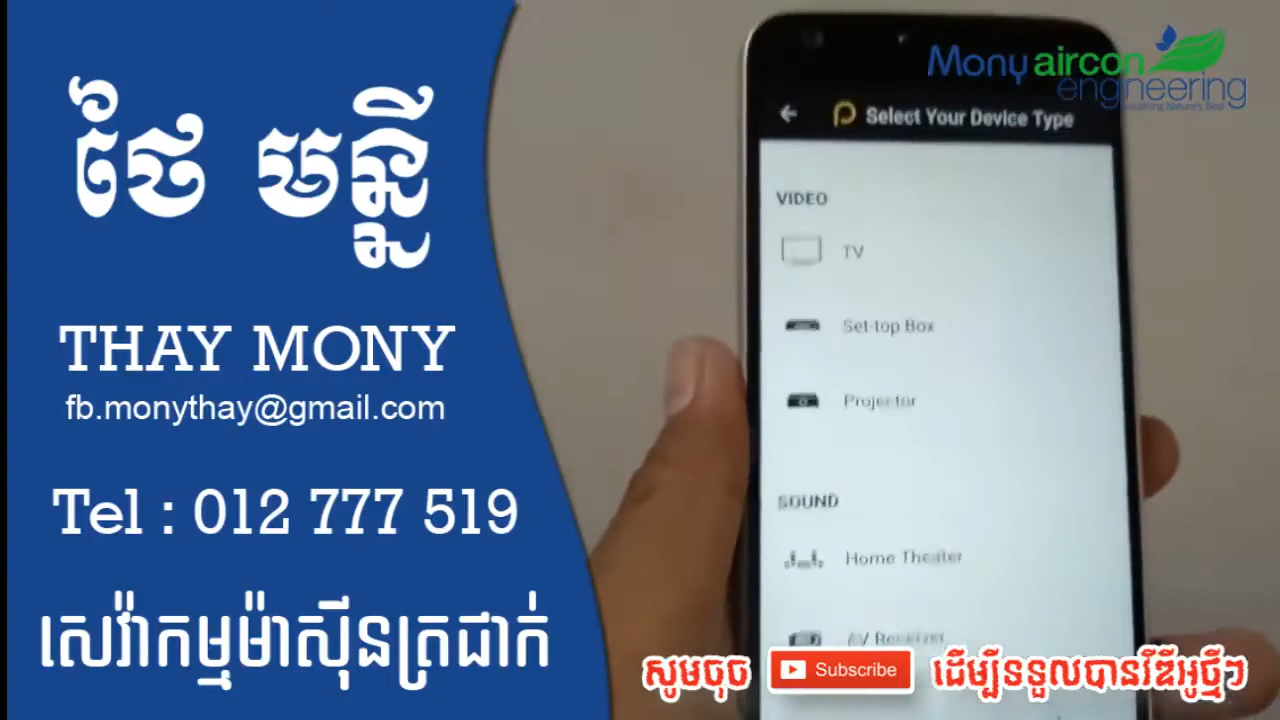 ថៃ មន្នី
THAY MONY
fb.monythay@gmail.com
Tel : 012 777 519
សេវ៉ាកម្មម៉ាស៊ីនត្រជាក់
Mony aircon
engineering
Select Your Device Type
VIDEO
TV
Set-top Box
Projector
SOUND
Home Theater
AV Receiver
សូមចុច Subscribe ដើម្បីទទួលបានវីឌីអូថ្មីៗ